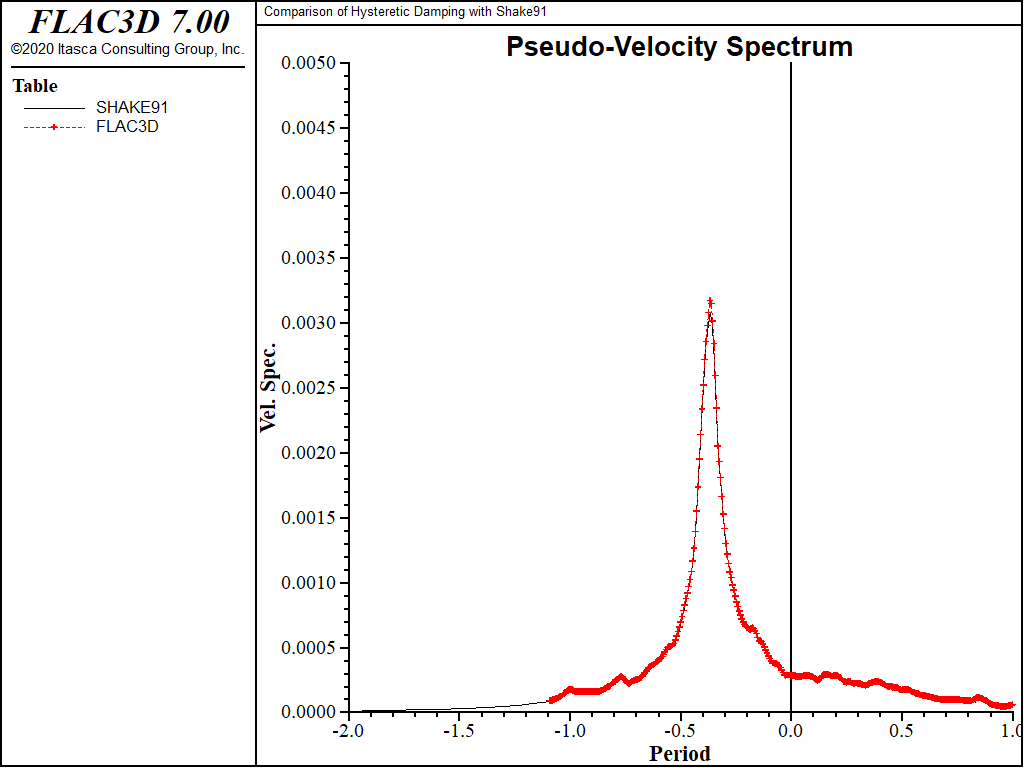 FLAC3D 7.00
©2020 Itasca Consulting Group, Inc.
Table
SHAKE91
FLAC3D
Comparison of Hysteretic Damping with Shake91
Pseudo-Velocity Spectrum
0.0050
0.0045
0.0040
0.0035
0.0030
0.0025
0.0020
0.0015
0.0010
0.0005
0.0000
Vel. Spec.
-2.0 -1.5 -1.0 -0.5 0.0 0.5 1.0
Period